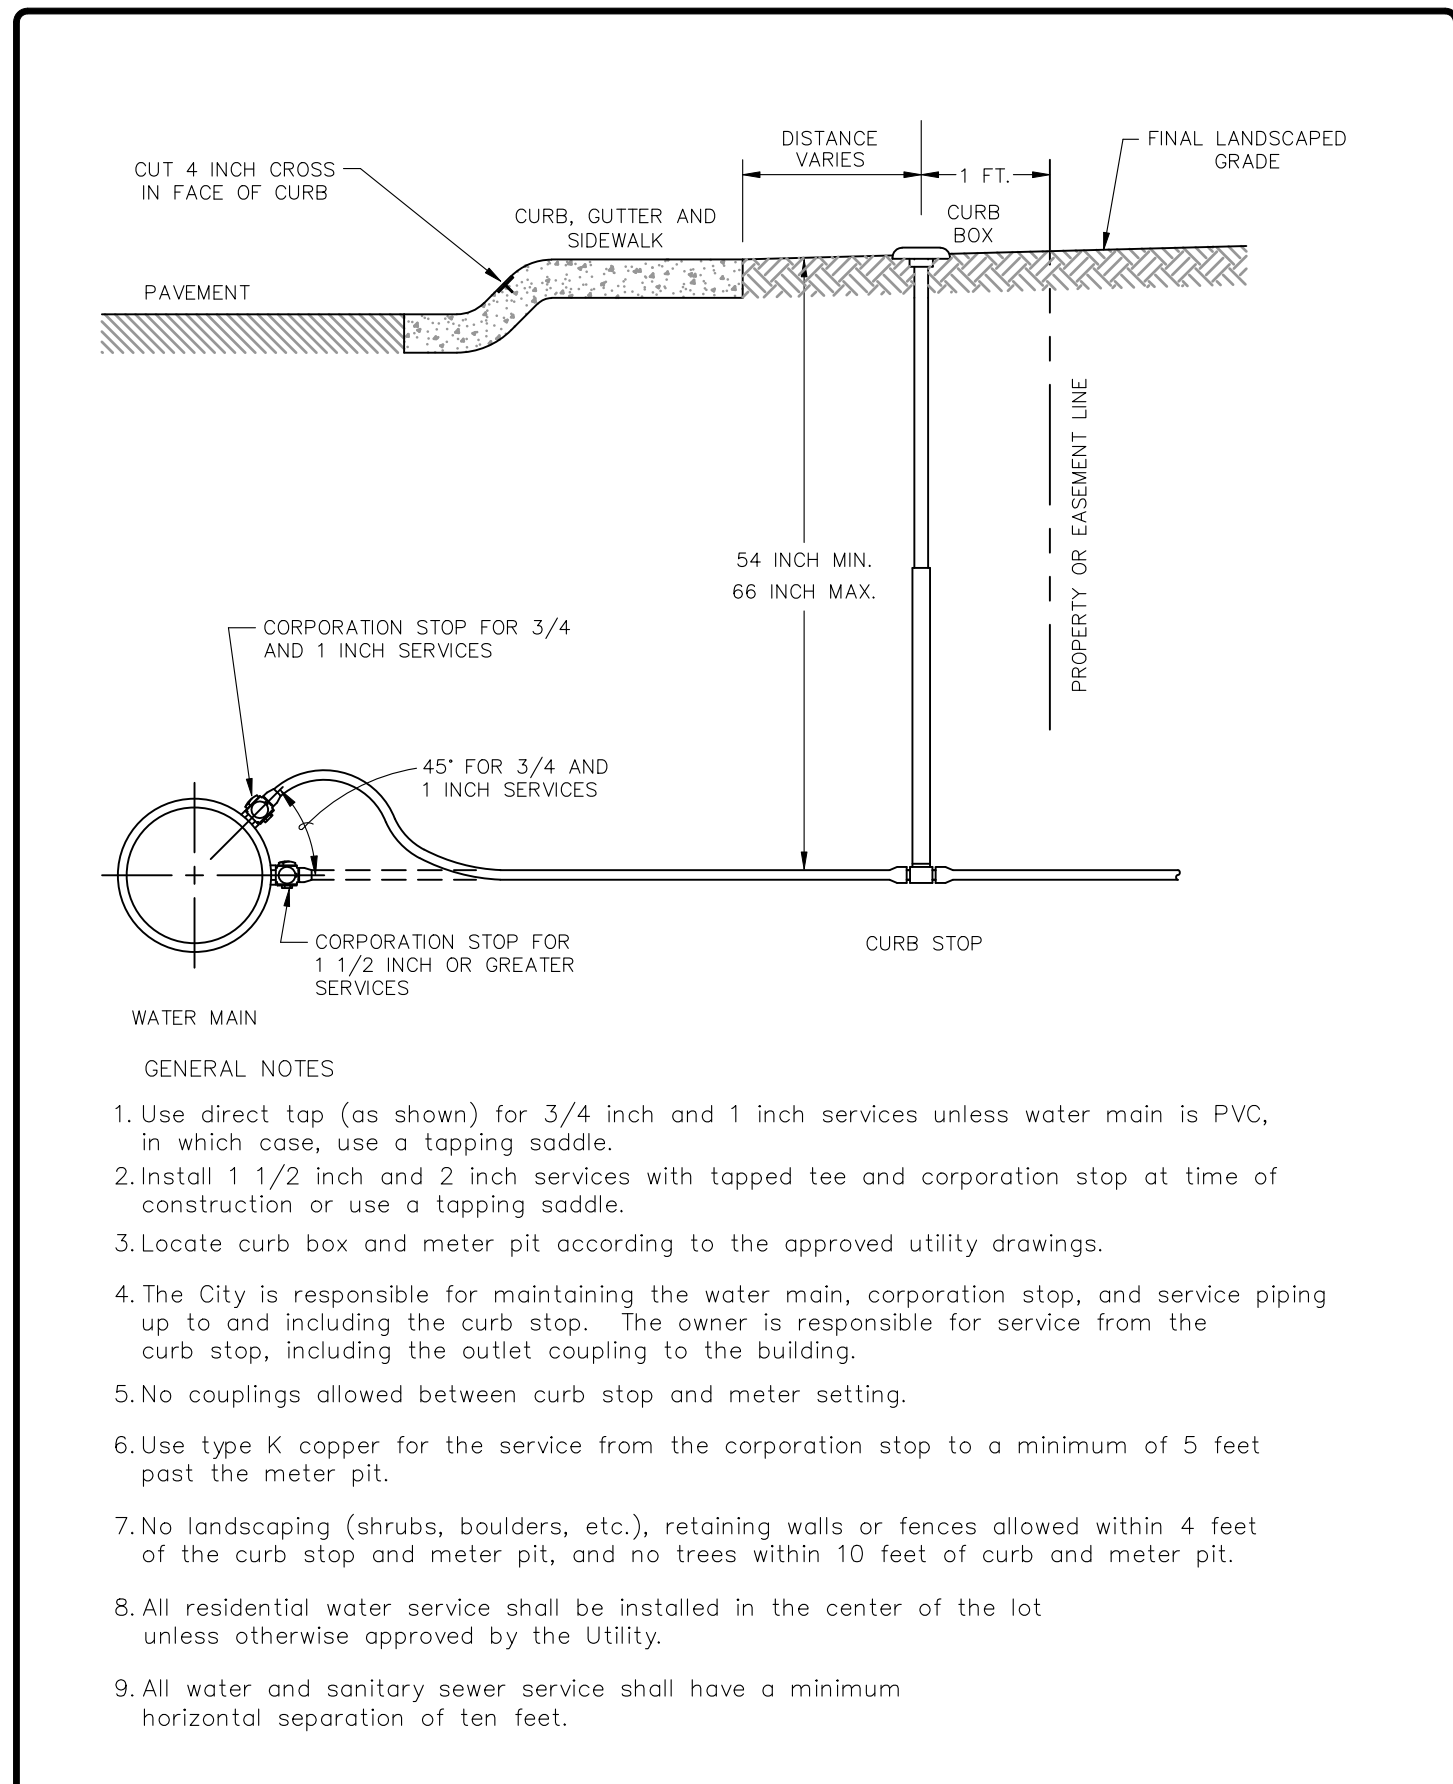 DISTANCE
VARIES
FINAL LANDSCAPED
GRADE
CUT 4 INCH CROSS
IN FACE OF CURB
1 FT.
CURB, GUTTER AND
SIDEWALK
CURB
BOX
PAVEMENT
PROPERTY OR EASEMENT LINE
54 INCH MIN.
66 INCH MAX.
CORPORATION STOP FOR 3/4
AND 1 INCH SERVICES
45° FOR 3/4 AND
1 INCH SERVICES
CORPORATION STOP FOR
1 1/2 INCH OR GREATER
SERVICES
CURB STOP
WATER MAIN
GENERAL NOTES
1. Use direct tap (as shown) for 3/4 inch and 1 inch services unless water main is PVC,
in which case, use a tapping saddle.
2. Install 1 1/2 inch and 2 inch services with tapped tee and corporation stop at time of
construction or use a tapping saddle.
3. Locate curb box and meter pit according to the approved utility drawings.
4. The City is responsible for maintaining the water main, corporation stop, and service piping
up to and including the curb stop. The owner is responsible for service from the
curb stop, including the outlet coupling to the building.
5. No couplings allowed between curb stop and meter setting.
6. Use type K copper for the service from the corporation stop to a minimum of 5 feet
past the meter pit.
7. No landscaping (shrubs, boulders, etc.), retaining walls or fences allowed within 4 feet
of the curb stop and meter pit, and no trees within 10 feet of curb and meter pit.
8. All residential water service shall be installed in the center of the lot
unless otherwise approved by the Utility.
9. All water and sanitary sewer service shall have a minimum
horizontal separation of ten feet.